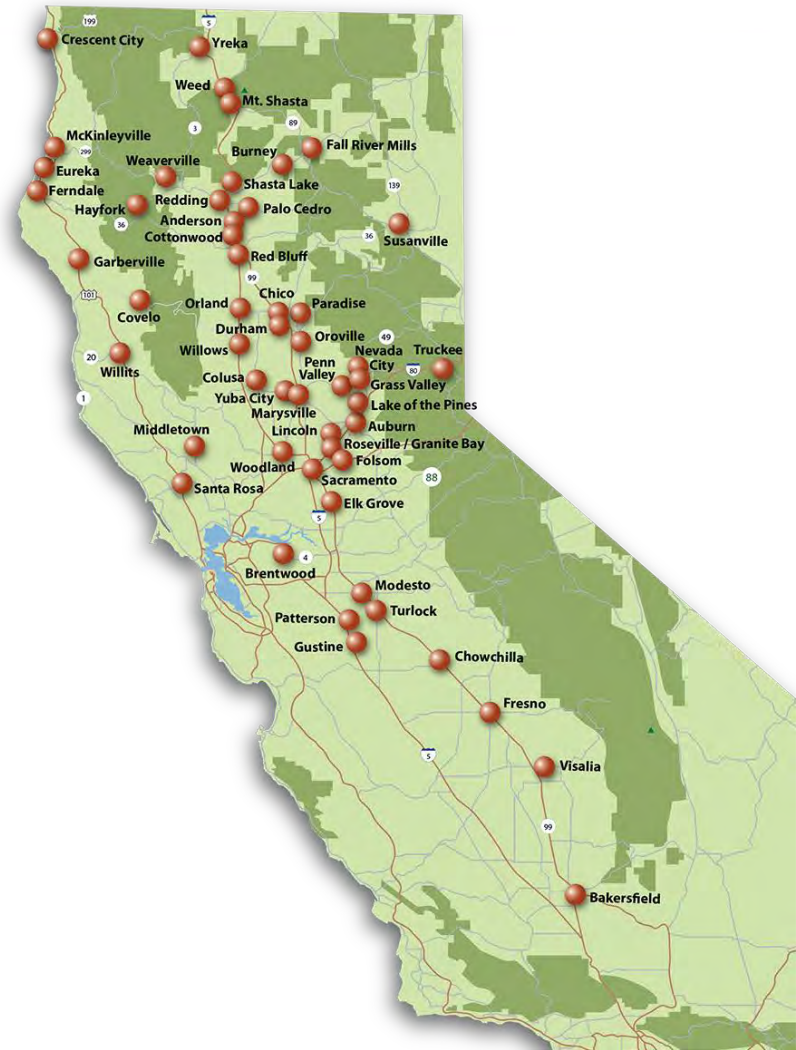 199
5
Crescent City
Yreka
Weed
Mt. Shasta
3
89
McKinleyville
299
Burney
Fall River Mills
Weaverville
Eureka
Shasta Lake
139
Ferndale
Redding
Hayfork
Palo Cedro
Anderson
36
Cottonwood
36
Susanville
Red Bluff
Garberville
99
101
Chico
Orland
Paradise
Covelo
Durham
Oroville
49
Willows
Nevada
City
Truckee
20
Penn
Valley
80
Willits
Colusa
Grass Valley
1
Yuba City
Lake of the Pines
Marysville
Auburn
Middletown
Lincoln
Roseville / Granite Bay
Woodland
Folsom
88
Santa Rosa
Sacramento
Elk Grove
5
4
Brentwood
Modesto
Turlock
Patterson
Gustine
Chowchilla
Fresno
5
Visalia
99
Bakersfield